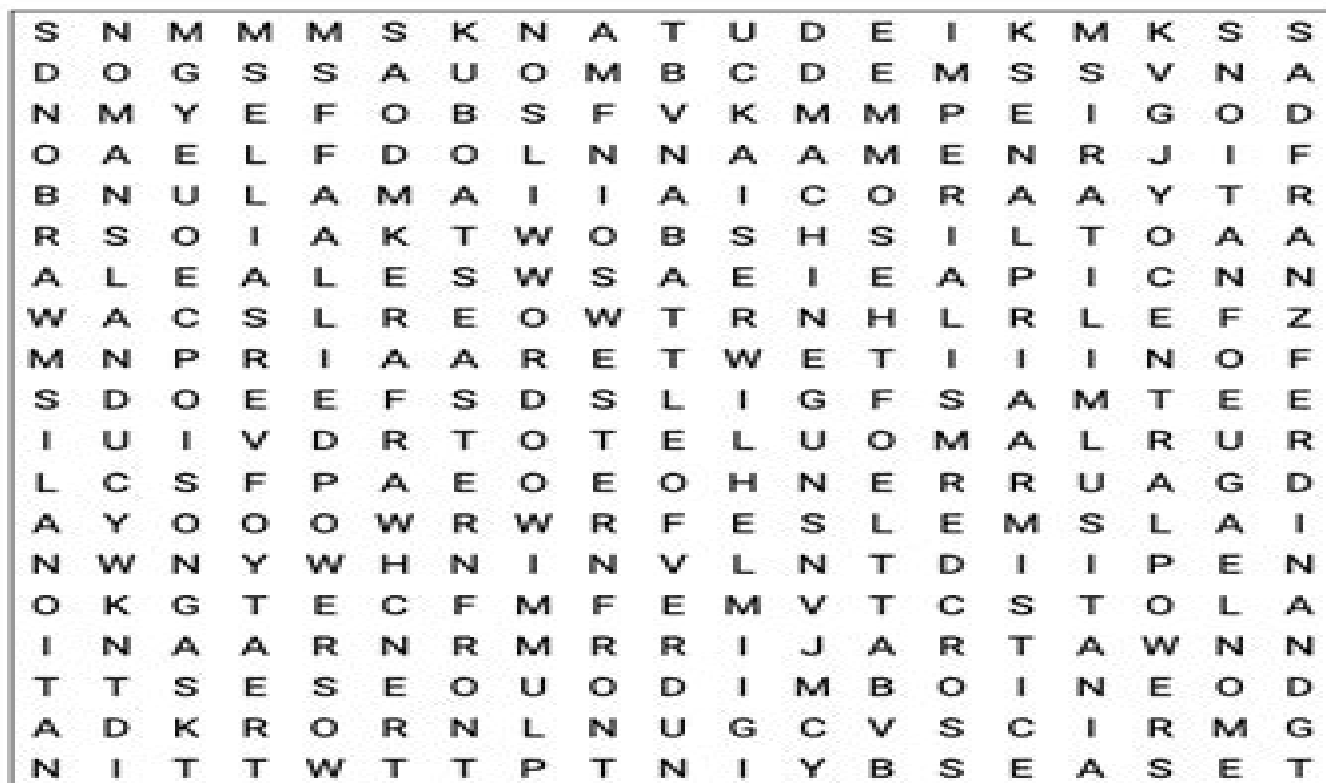 S N M M M S K N A T U D E I K M K S S
D O G S S A U O M B C D E M S S V N A
N M Y E F O B S F V K M M P E I G O D
O A E L F D O L N N A A M E N R J I F
B N U L A M A I I A I C O R A A Y T R
R S O I A K T W O B S H S I L T O A A
A L E A L E S W S A E I E A P I C N N
W A C S L R E O W T R N H L R L E F Z
M N P R I A A R E T W E T I I I N O F
S D O E E F S D S L I G F S A M T E E
I U I V D R T O T E L U O M A L R U R
L C S F P A E O E O H N E R R U A G D
A Y O O O W R W R F E S L E M S L A I
N W N Y W H N I N V L N T D I I P E N
O K G T E C F M F E M V T C S T O L A
I N A A R N R M R R I J A R T A W N N
T T S E S E O U O D I M B O I N E O D
A D K R O R N L N U G C V S C I R M G
N I T T W T T P T N I Y B S E A S E T